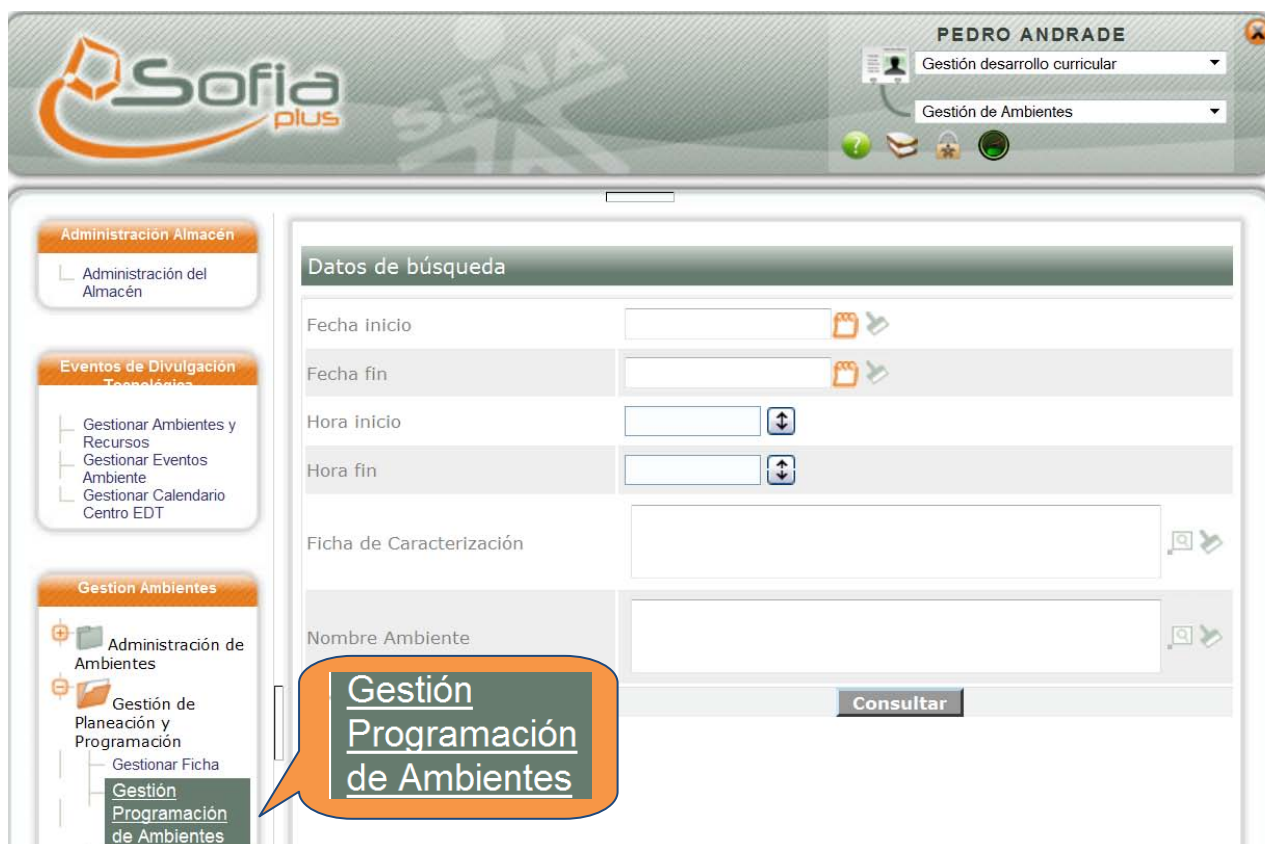 PEDRO ANDRADE
Sofia
plus
SENA
Gestión desarrollo curricular
Gestión de Ambientes
Administración Almacén
Administración del
Almacén
Eventos de Divulgación
Tecnológica
Gestionar Ambientes y
Recursos
Gestionar Eventos
Ambiente
Gestionar Calendario
Centro EDT
Gestion Ambientes
Administración de
Ambientes
Gestión de
Planeación y
Programación
Gestionar Ficha
Gestión
Programación
de Ambientes
Datos de búsqueda
Fecha inicio
Fecha fin
Hora inicio
Hora fin
Ficha de Caracterización
Nombre Ambiente
Consultar
Gestión
Programación
de Ambientes